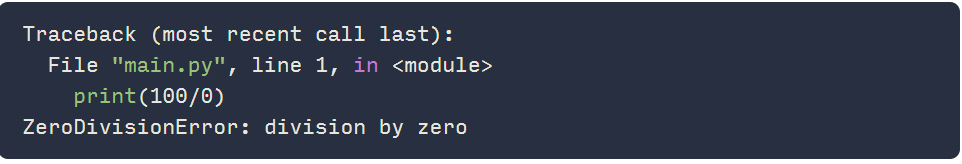 Traceback (most recent call last):
  File "main.py", line 1, in <module>
    print(100/0)
ZeroDivisionError: division by zero